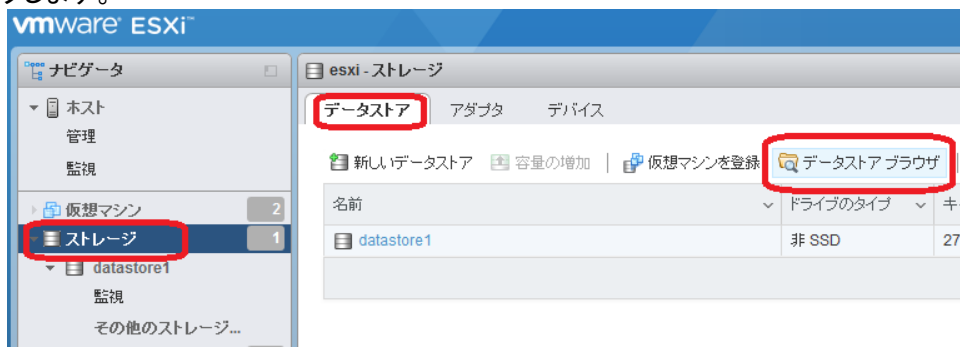 します。
vmware ESXi™
ナビゲータ
esxi - ストレージ
ホスト
管理
監視
仮想マシン 2
ストレージ 1
datastore1
監視
その他のストレージ...
データストア アダプタ デバイス
新しいデータストア 容量の増加 仮想マシンを登録 データストア ブラウザ
名前 ドライブのタイプ
datastore1 非 SSD 27